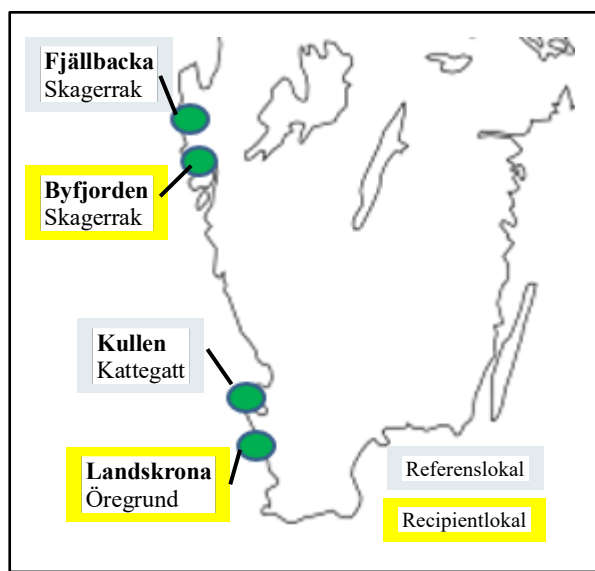 Fjällbacka
Skagerrak
Byfjorden
Skagerrak
Kullen
Kattegatt
Landskrona
Öregrund
Referenslokal
Recipientlokal